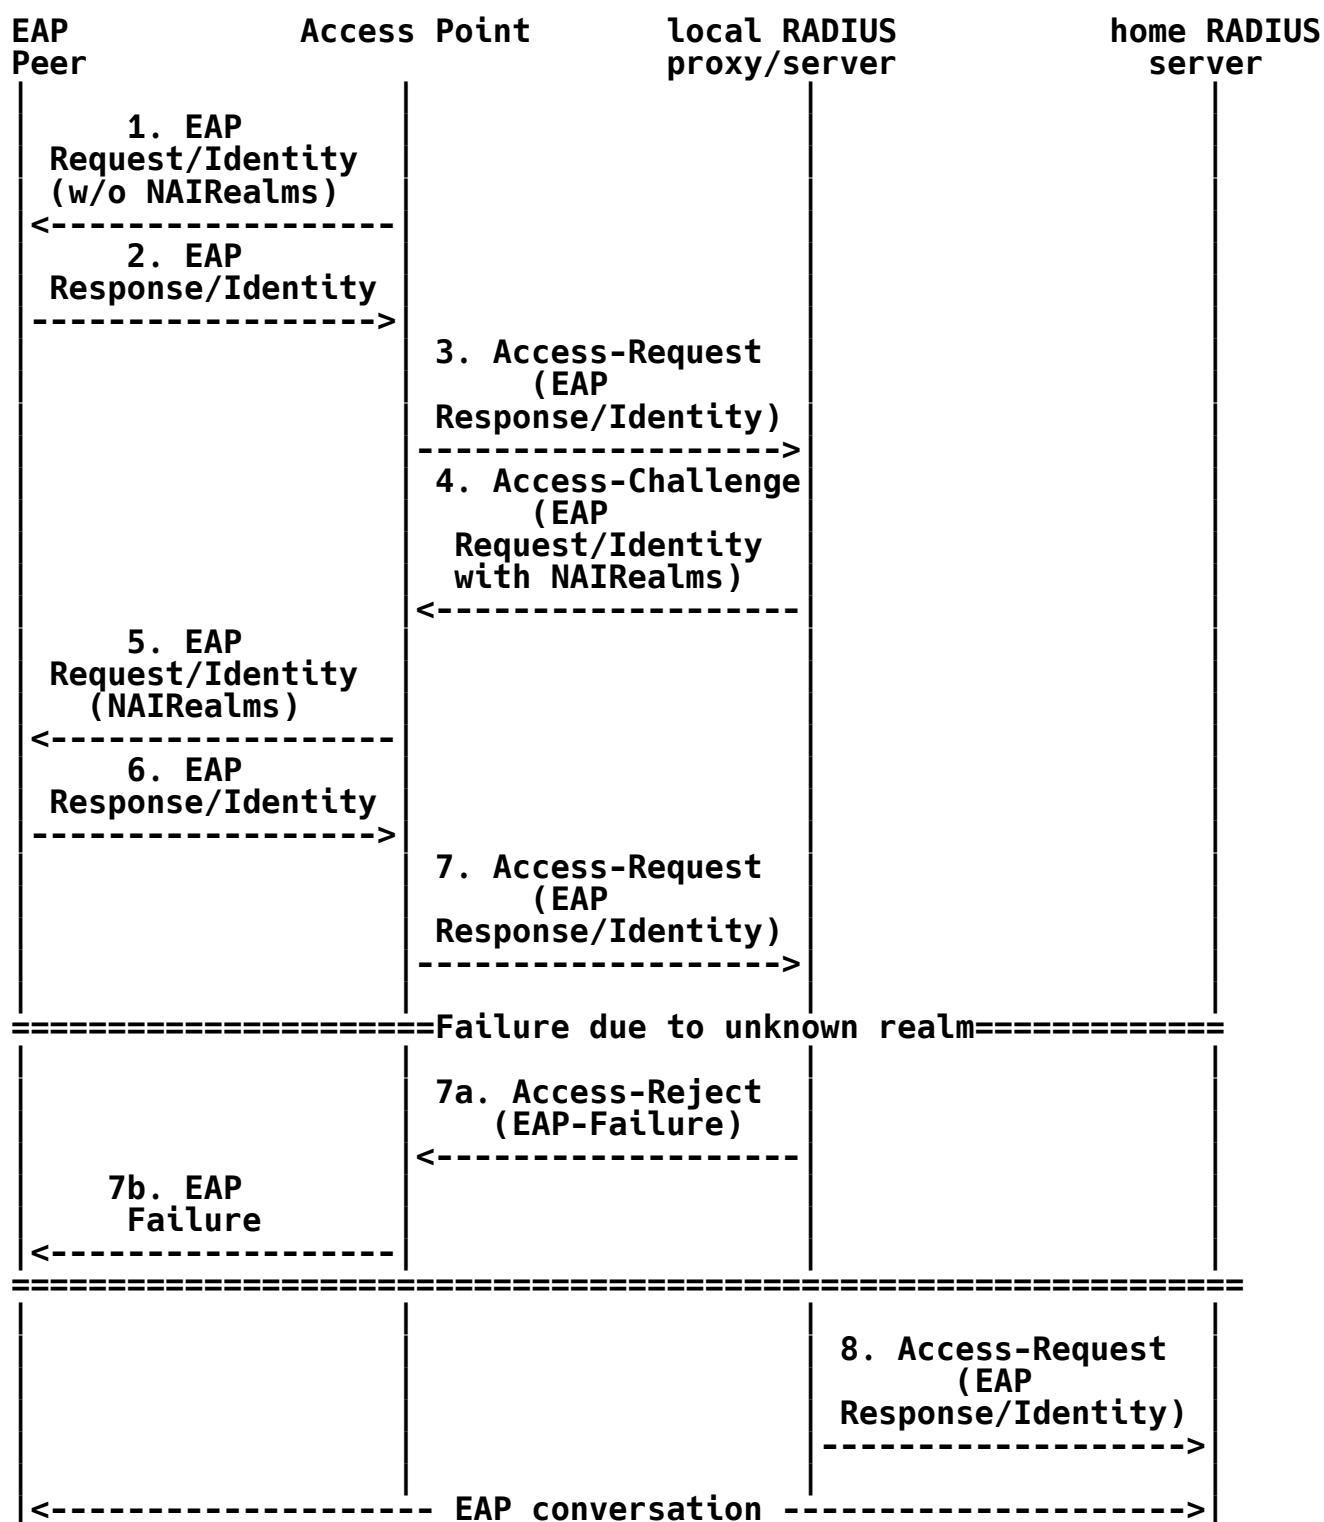 EAP Access Point local RADIUS home RADIUS
Peer proxy/server server
1. EAP
Request/Identity
(w/o NAIRealms)
<------------------
2. EAP
Response/Identity
------------------>
3. Access-Request
(EAP
Response/Identity)
------------------->
4. Access-Challenge
(EAP
Request/Identity
with NAIRealms)
<-------------------
5. EAP
Request/Identity
(NAIRealms)
<------------------
6. EAP
Response/Identity
------------------>
7. Access-Request
(EAP
Response/Identity)
------------------->
======================Failure due to unknown realm=============
7a. Access-Reject
(EAP-Failure)
<-------------------
7b. EAP
Failure
<------------------
================================================================
8. Access-Request
(EAP
Response/Identity)
------------------->
<-------------------- EAP conversation --------------------->